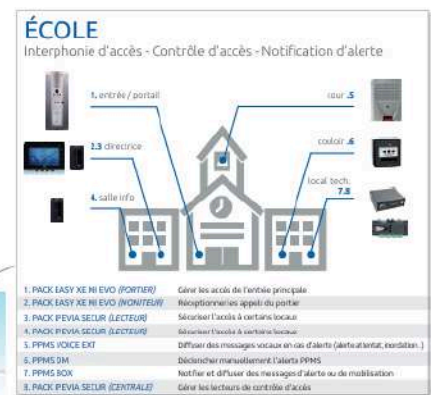 ÉCOLE
Interphonie d'accès - Contrôle d'accès - Notification d'alerte
1. entrée / portail
cour .5
2.3 directrice
couloir .6
4. salle info
local tech.
7.8
1. PACK EASY XE NI EVO (PORTIER) Gérer les accès de l'entrée principale
2. PACK EASY XE NI EVO (MONITEUR) Réceptionner les appels du portier
3. PACK IPEVIA SECUR (LECTEUR) Sécuriser l'accès à certains locaux
4. PACK IPEVIA SECUR (LECTEUR) Sécuriser l'accès à certains locaux
5. PPMS VOICE EXT Diffuser des messages vocaux en cas d'alerte (alerte attentat, inondation..)
6. PPMS DM Déclencher manuellement l'alerte PPMS
7. PPMS BOX Notifier et diffuser des messages d'alerte ou de mobilisation
8. PACK IPEVIA SECUR (CENTRALE) Gérer les lecteurs de contrôle d'accès